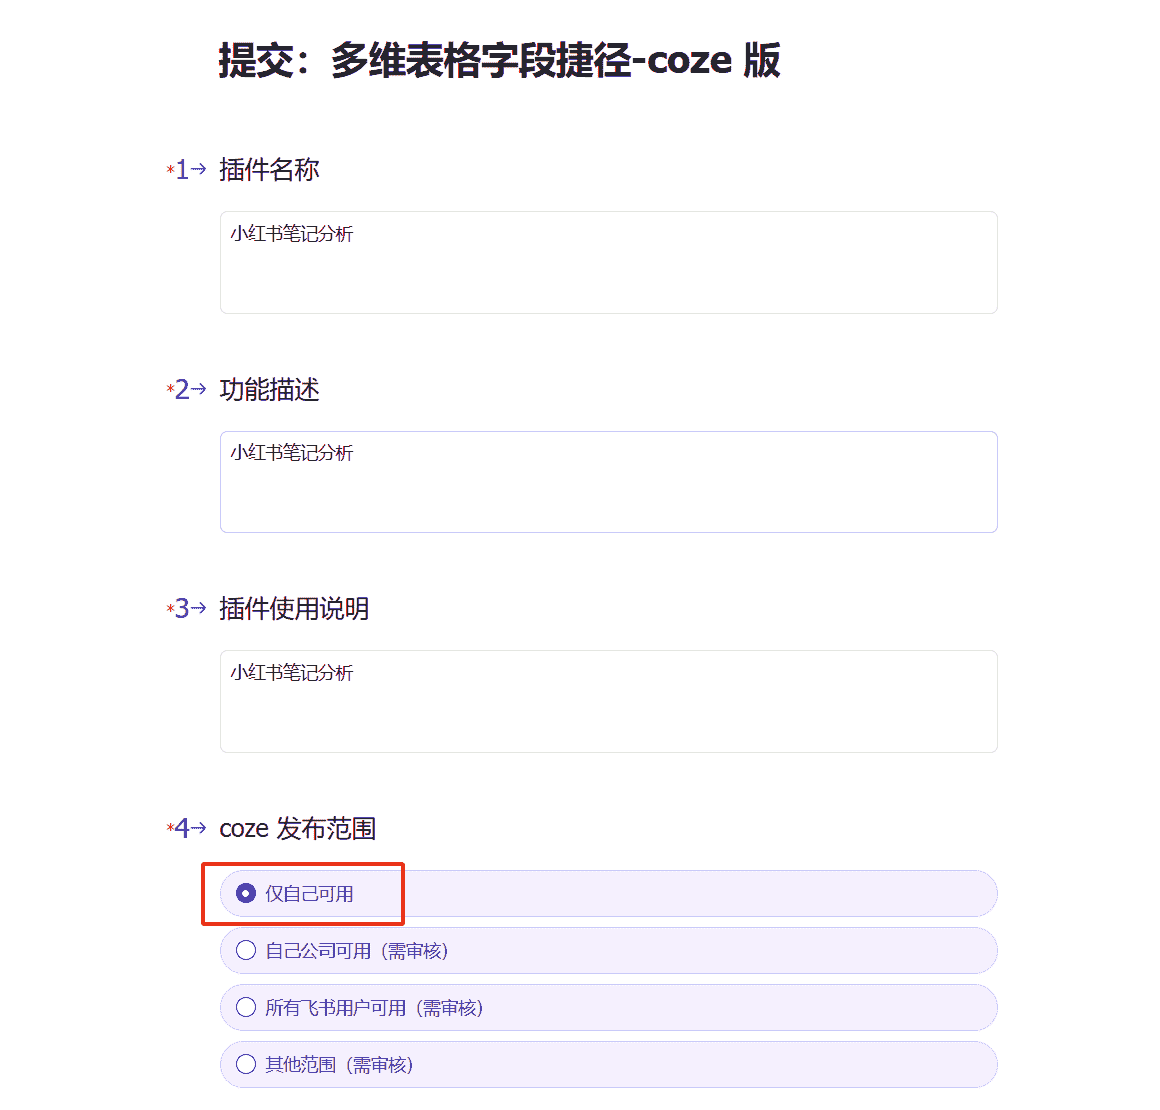 提交：多维表格字段捷径-coze 版
*1→ 插件名称
小红书笔记分析
*2→ 功能描述
小红书笔记分析
*3→ 插件使用说明
小红书笔记分析
*4→ coze 发布范围
仅自己可用
自己公司可用（需审核）
所有飞书用户可用（需审核）
其他范围（需审核）